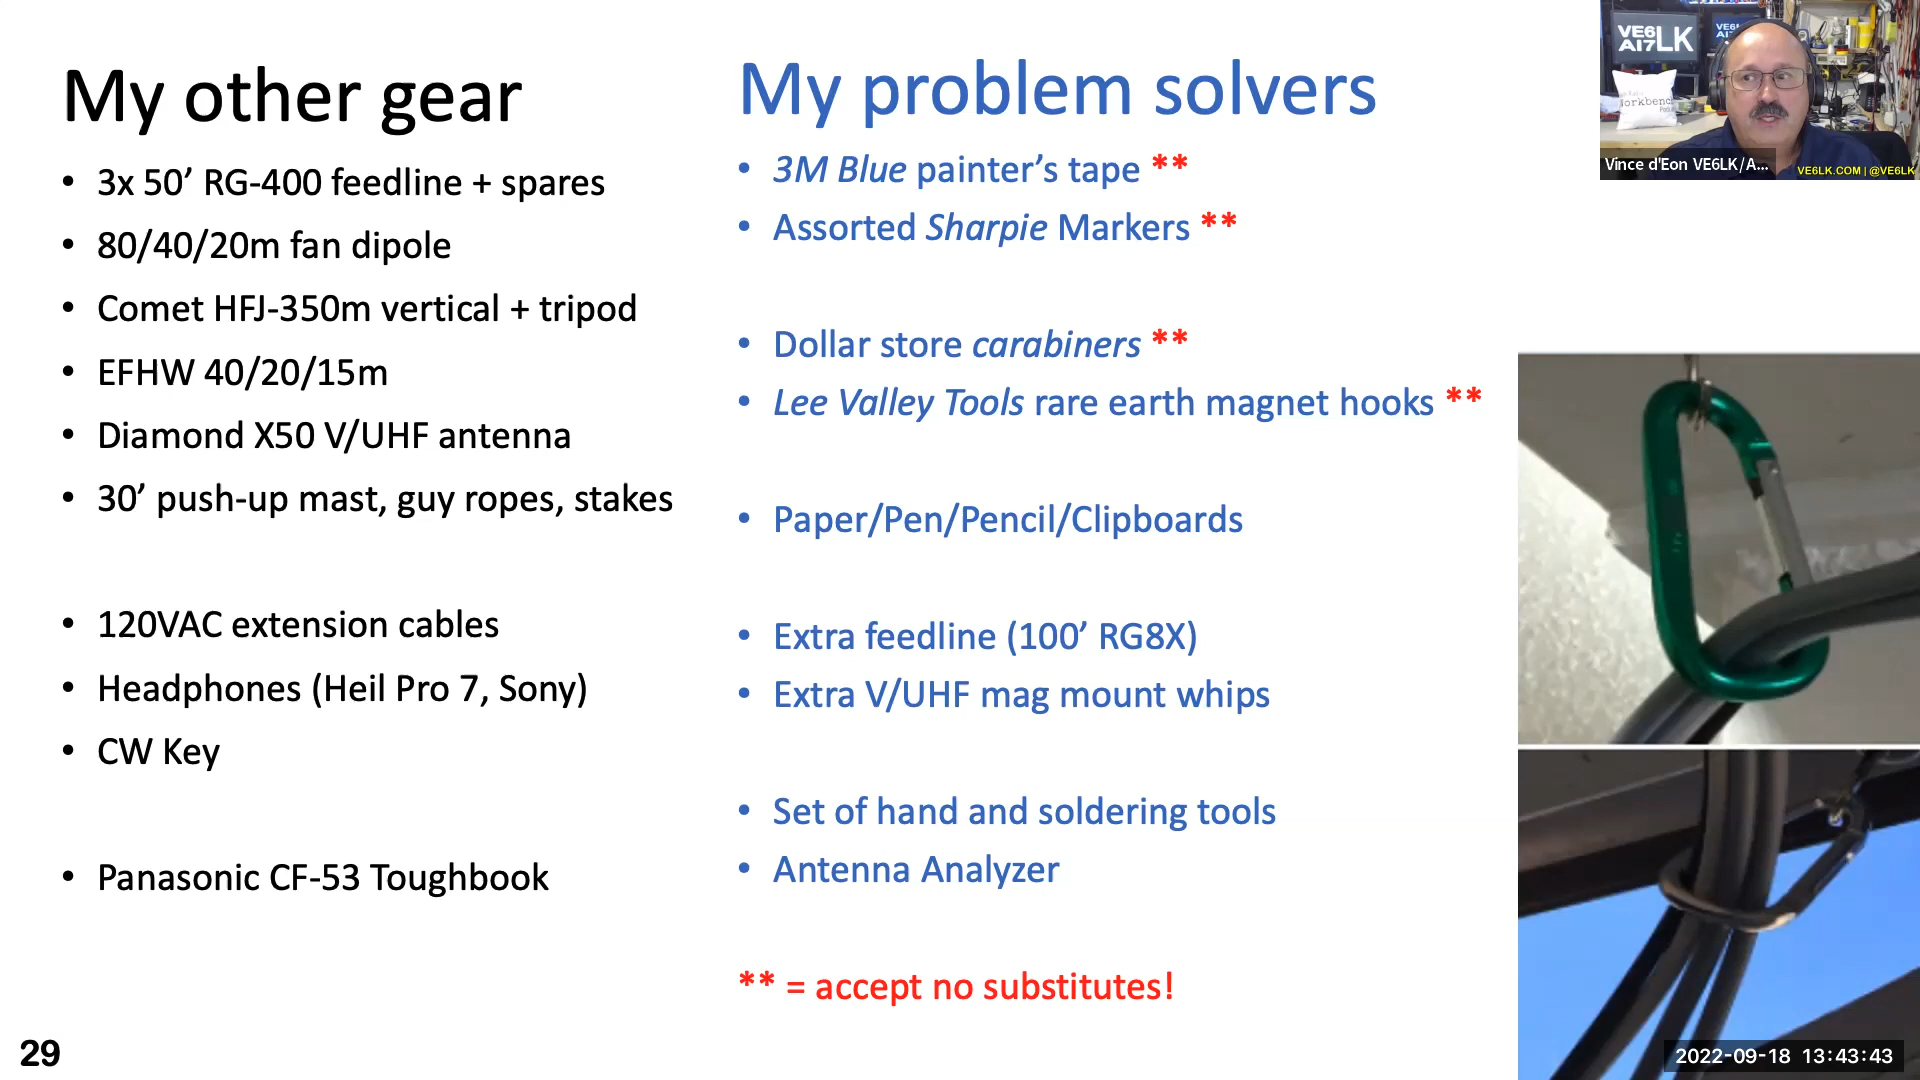 My other gear
• 3x 50’ RG-400 feedline + spares
• 80/40/20m fan dipole
• Comet HFJ-350m vertical + tripod
• EFHW 40/20/15m
• Diamond X50 V/UHF antenna
• 30’ push-up mast, guy ropes, stakes
• 120VAC extension cables
• Headphones (Heil Pro 7, Sony)
• CW Key
• Panasonic CF-53 Toughbook
29
My problem solvers
• 3M Blue painter’s tape **
• Assorted Sharpie Markers **
• Dollar store carabiners **
• Lee Valley Tools rare earth magnet hooks **
• Paper/Pen/Pencil/Clipboards
• Extra feedline (100’ RG8X)
• Extra V/UHF mag mount whips
• Set of hand and soldering tools
• Antenna Analyzer
** = accept no substitutes!
VE6LK
AI7LK
Vince d'Eon VE6LK/A...
VE6LK.COM | @VE6LK
2022-09-18 13:43:43